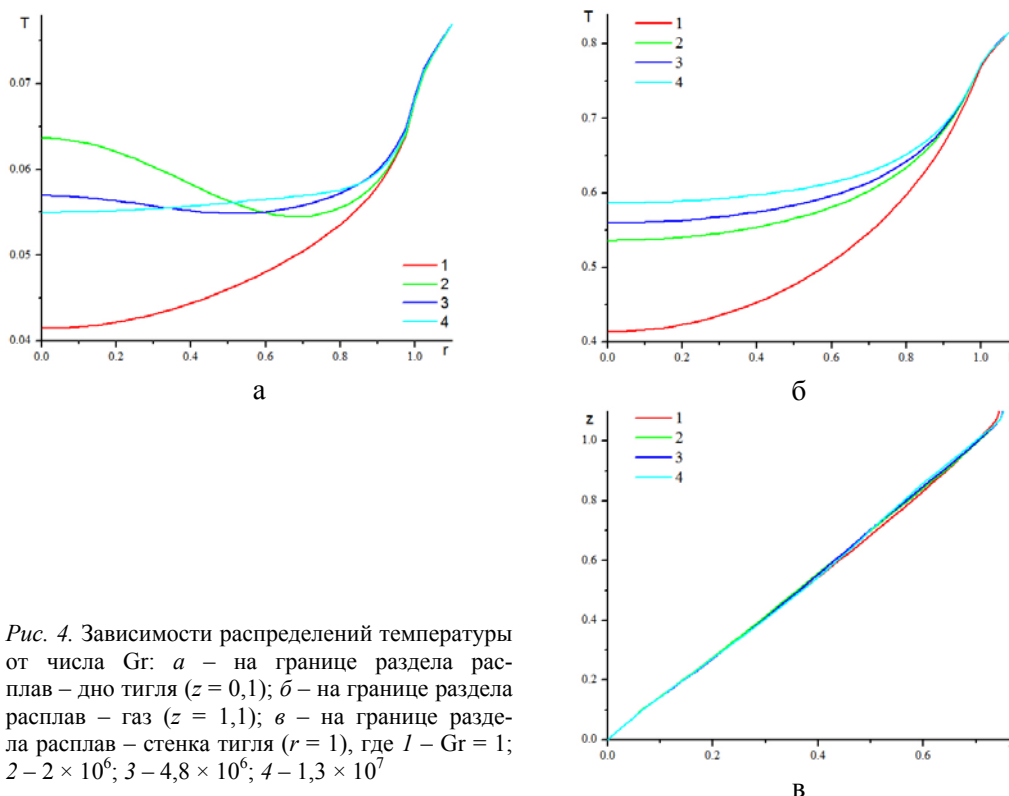 T
0.07
0.06
0.05
0.04
0.0 0.2 0.4 0.6 0.8 1.0
r
1
2
3
4
а
T
0.8
0.7
0.6
0.5
0.4
0.0 0.2 0.4 0.6 0.8 1.0
1
2
3
4
б
z
1.0
0.8
0.6
0.4
0.2
0.0
0.0 0.2 0.4 0.6
1
2
3
4
в
Рис. 4. Зависимости распределений температуры
от числа Gr: а – на границе раздела рас-
плав – дно тигля (z = 0,1); б – на границе раздела
расплав – газ (z = 1,1); в – на границе разде-
ла расплав – стенка тигля (r = 1), где 1 – Gr = 1;
2 – 2 × 10⁶; 3 – 4,8 × 10⁶; 4 – 1,3 × 10⁷